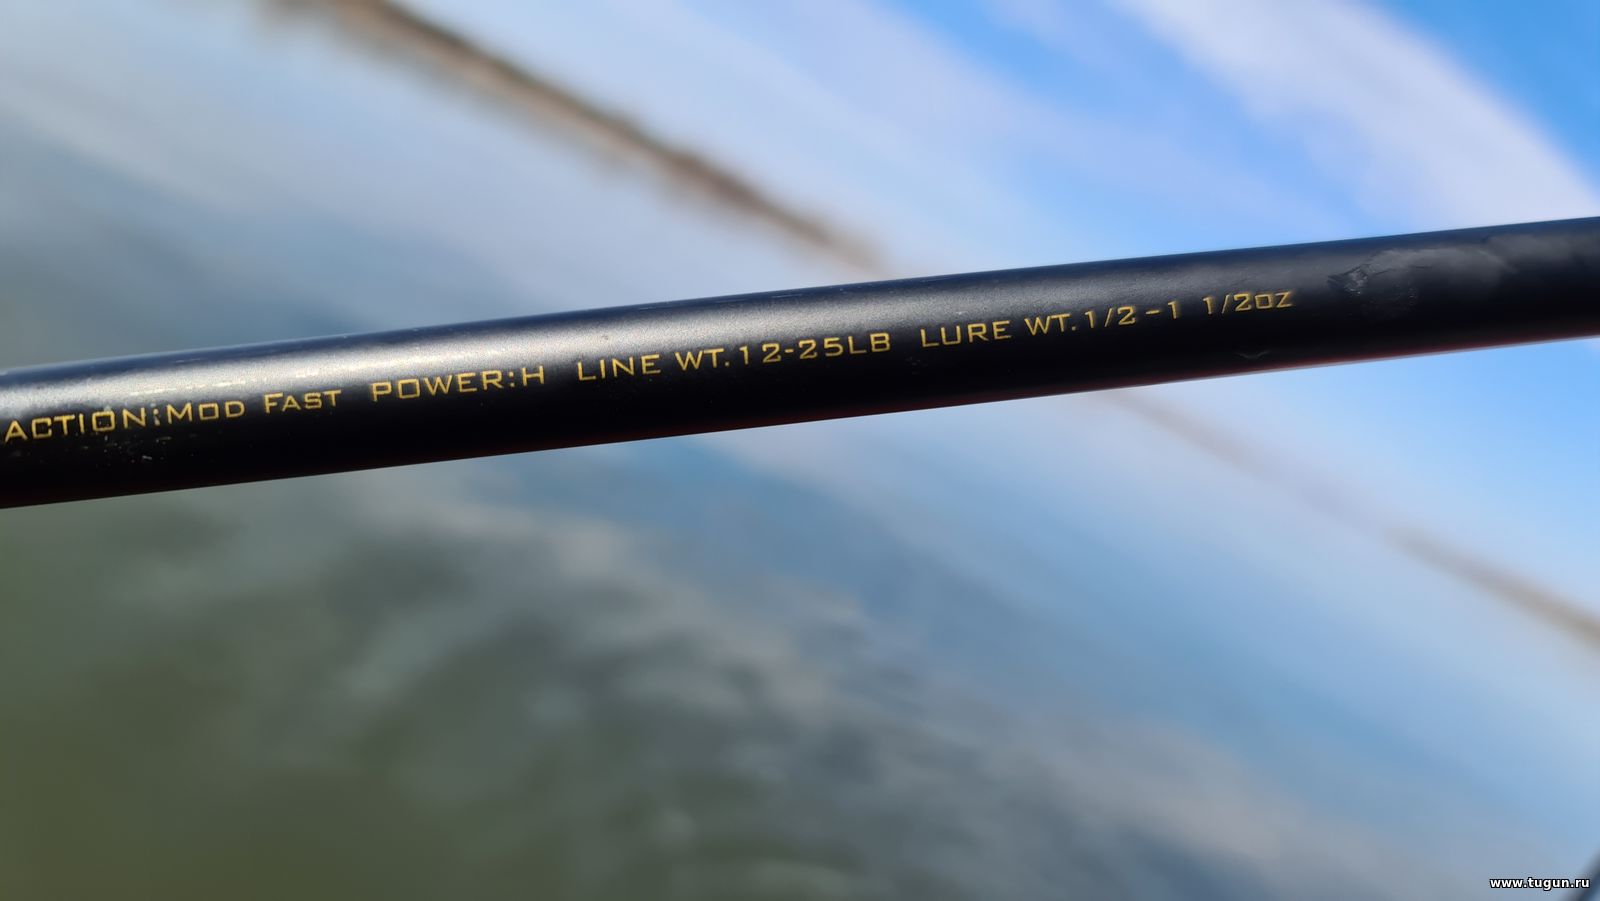 ACTION:MOD FAST POWER:H LINE WT.12-25LB LURE WT.1/2-1 1/2OZ
www.tugun.ru